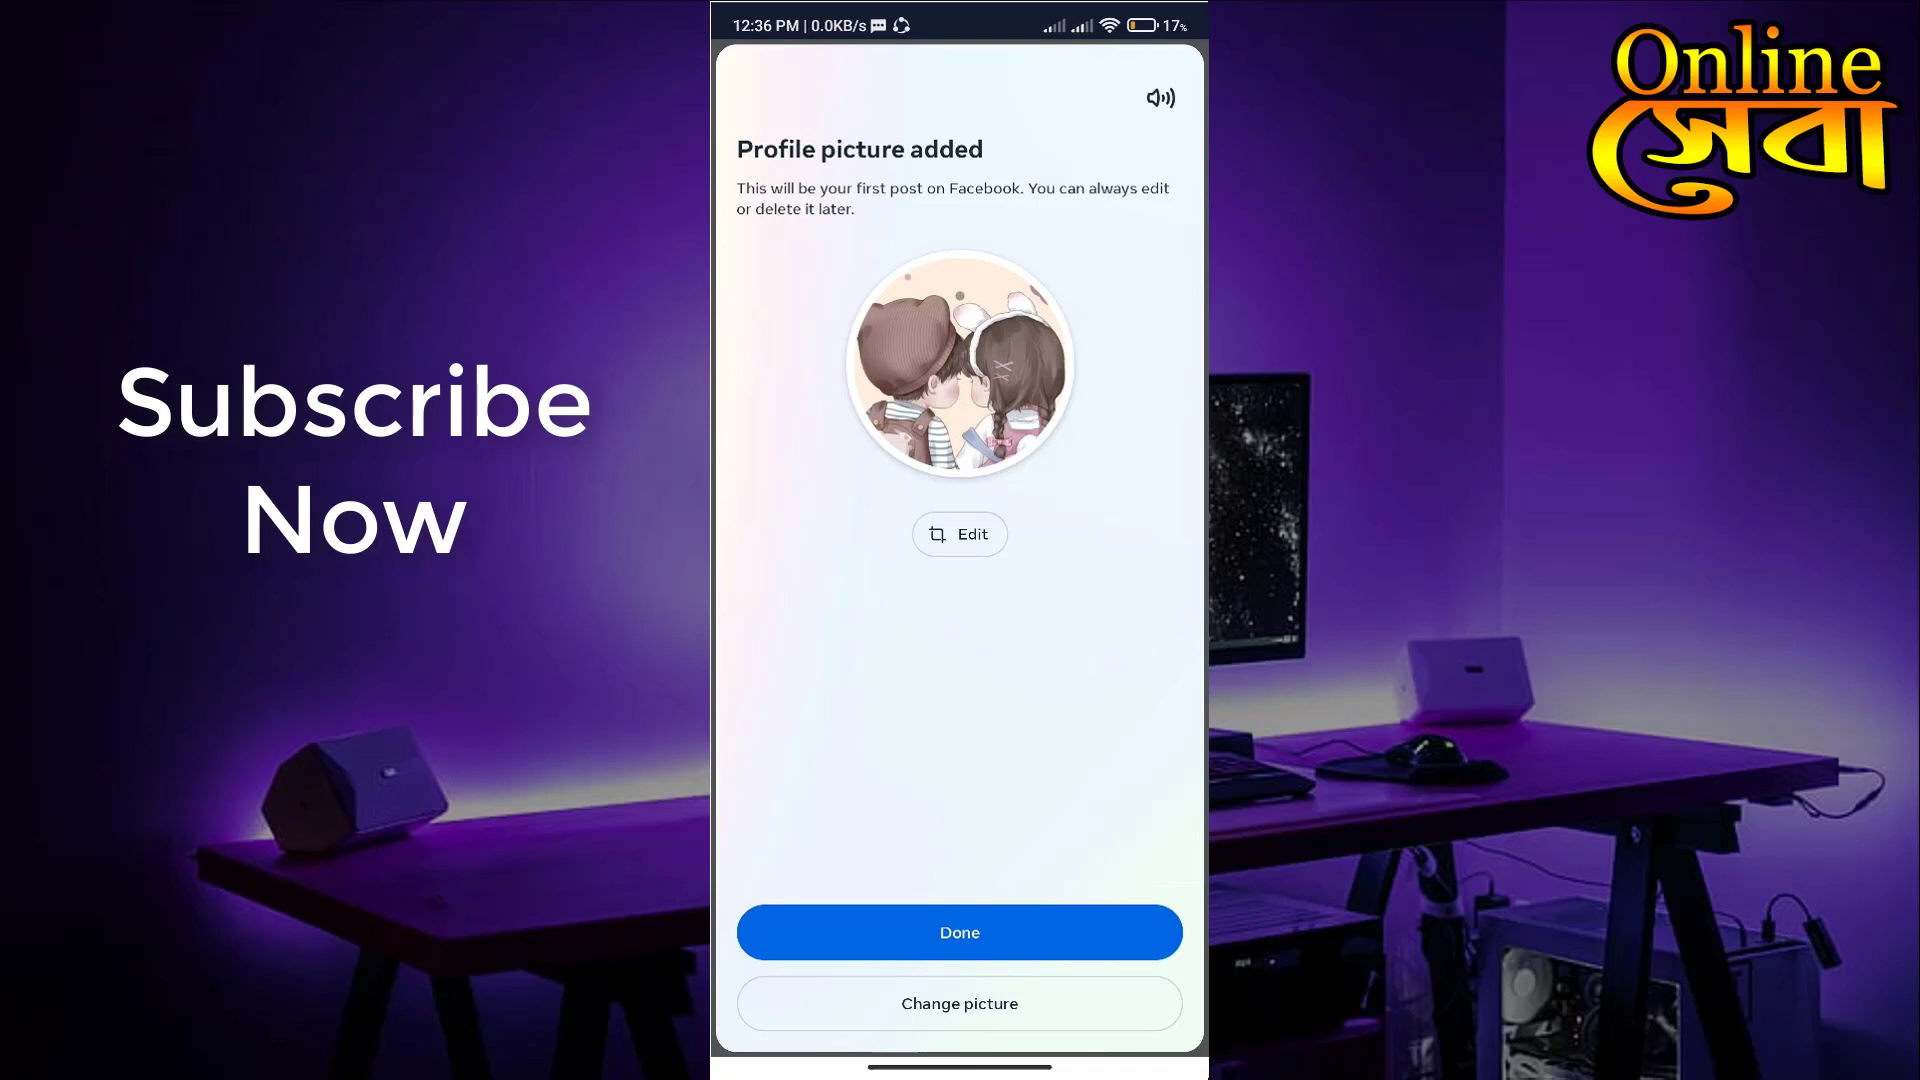 12:36 PM | 0.0KB/s
17%
Online
সেবা
Profile picture added
This will be your first post on Facebook. You can always edit
or delete it later.
Subscribe
Now
Edit
Done
Change picture